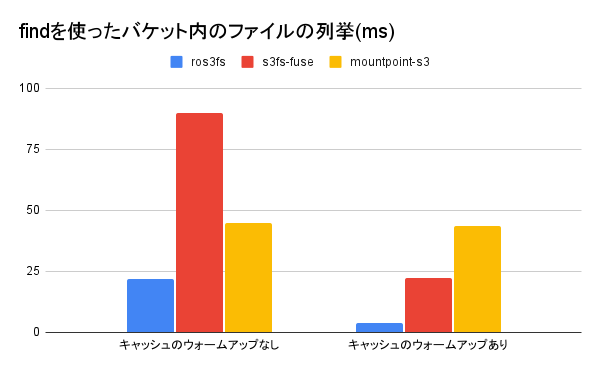 findを使ったバケット内のファイルの列挙(ms)
ros3fs s3fs-fuse mountpoint-s3
100
75
50
25
0
キャッシュのウォームアップなし キャッシュのウォームアップあり